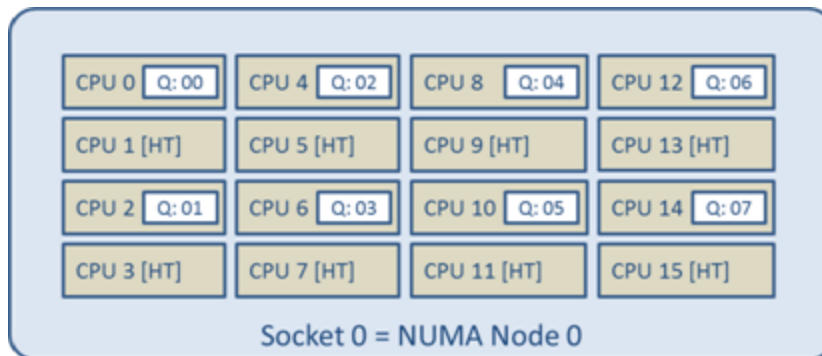 CPU 0 Q: 00 CPU 4 Q: 02 CPU 8 Q: 04 CPU 12 Q: 06
CPU 1 [HT] CPU 5 [HT] CPU 9 [HT] CPU 13 [HT]
CPU 2 Q: 01 CPU 6 Q: 03 CPU 10 Q: 05 CPU 14 Q: 07
CPU 3 [HT] CPU 7 [HT] CPU 11 [HT] CPU 15 [HT]
Socket 0 = NUMA Node 0